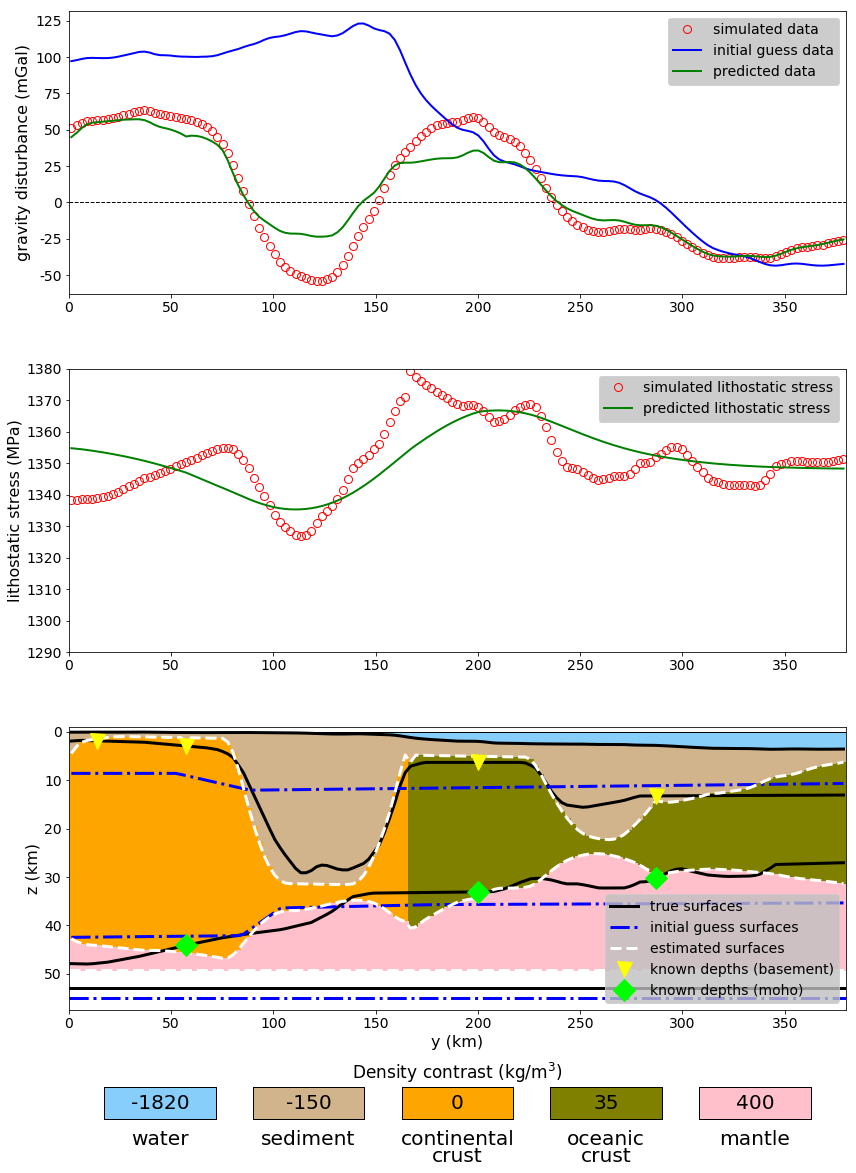 125
100
75
50
25
0
-25
-50
gravity disturbance (mGal)
simulated data
initial guess data
predicted data
0 50 100 150 200 250 300 350
1380
1370
1360
1350
1340
1330
1320
1310
1300
1290
lithostatic stress (MPa)
simulated lithostatic stress
predicted lithostatic stress
0 50 100 150 200 250 300 350
0
10
20
30
40
50
z (km)
true surfaces
initial guess surfaces
estimated surfaces
known depths (basement)
known depths (moho)
0 50 100 150 200 250 300 350
y (km)
Density contrast (kg/m³)
-1820 -150 0 35 400
water sediment continental oceanic mantle
crust crust